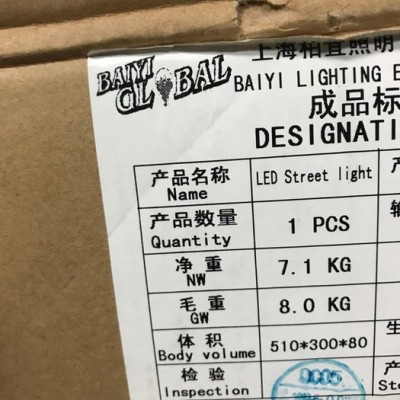 BAIYI GLOBAL
上海相宜照明
BAIYI LIGHTING E
成品标
DESIGNATI
产品名称 LED Street light
Name
产品数量 1 PCS
Quantity
净 重 7.1 KG
NW
毛 重 8.0 KG
GW
体 积 510*300*80
Body volume
检 验
Inspection
0005